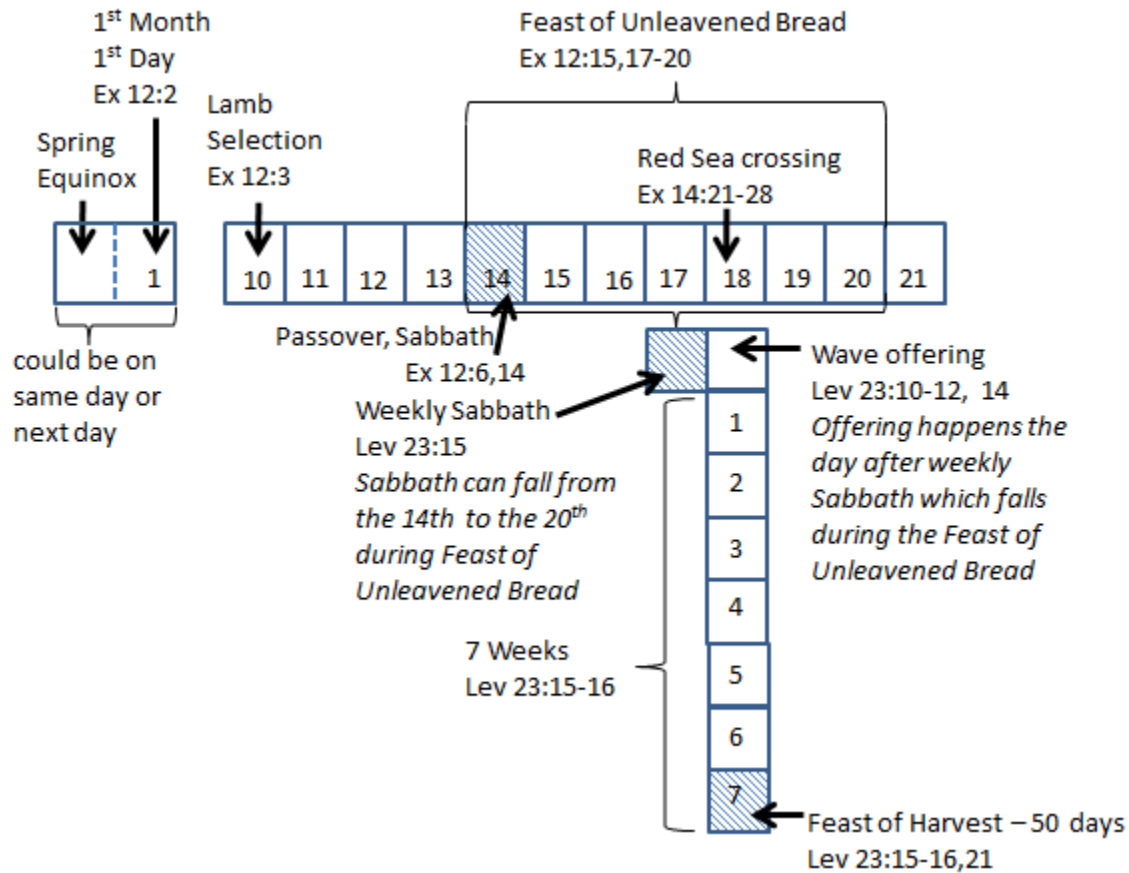 1st Month
1st Day
Ex 12:2
Spring
Equinox
Lamb
Selection
Ex 12:3
Feast of Unleavened Bread
Ex 12:15,17-20
Red Sea crossing
Ex 14:21-28
1
10 11 12 13 14 15 16 17 18 19 20 21
could be on
same day or
next day
Passover, Sabbath
Ex 12:6,14
Weekly Sabbath
Lev 23:15
Sabbath can fall from
the 14th to the 20th
during Feast of
Unleavened Bread
Wave offering
Lev 23:10-12, 14
Offering happens the
day after weekly
Sabbath which falls
during the Feast of
Unleavened Bread
1
2
3
4
5
6
7
7 Weeks
Lev 23:15-16
Feast of Harvest – 50 days
Lev 23:15-16,21